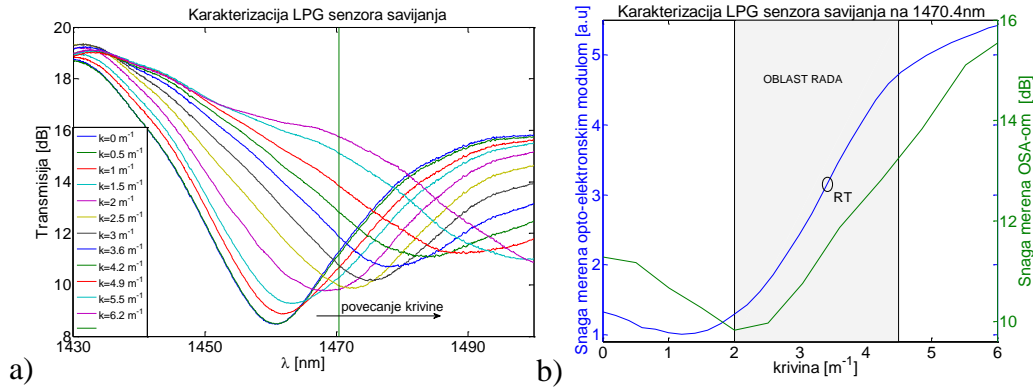 Karakterizacija LPG senzora savijanja
Transmisija [dB]
20
18
16
14
12
10
8
k=0 m⁻¹
k=0.5 m⁻¹
k=1 m⁻¹
k=1.5 m⁻¹
k=2 m⁻¹
k=2.5 m⁻¹
k=3 m⁻¹
k=3.6 m⁻¹
k=4.2 m⁻¹
k=4.9 m⁻¹
k=5.5 m⁻¹
k=6.2 m⁻¹
povecanje krivine
1430 1450 1470 1490
λ [nm]
a)
Karakterizacija LPG senzora savijanja na 1470.4nm
Snaga merena opto-elektronskim modulom [a.u
5
4
3
2
1
OBLAST RADA
RT
16
14
12
10
Snaga merena OSA-om [dB]
0 1 2 3 4 5 6
krivina [m⁻¹]
b)